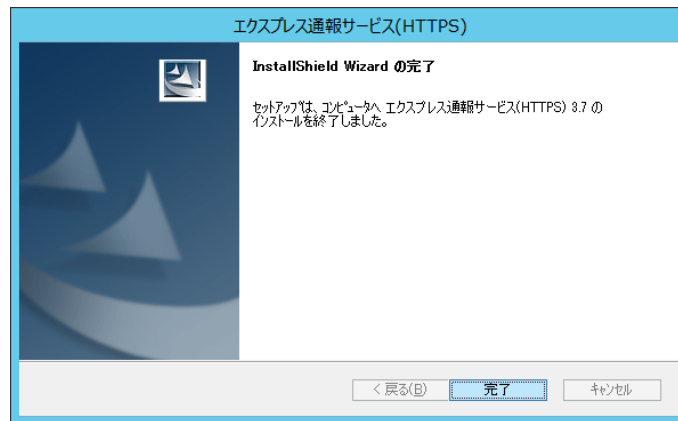 エクスプレス通報サービス(HTTPS)
InstallShield Wizard の完了
セットアップは、コンピュータへ エクスプレス通報サービス(HTTPS) 3.7 の
インストールを終了しました。
< 戻る(B)
完了
キャンセル